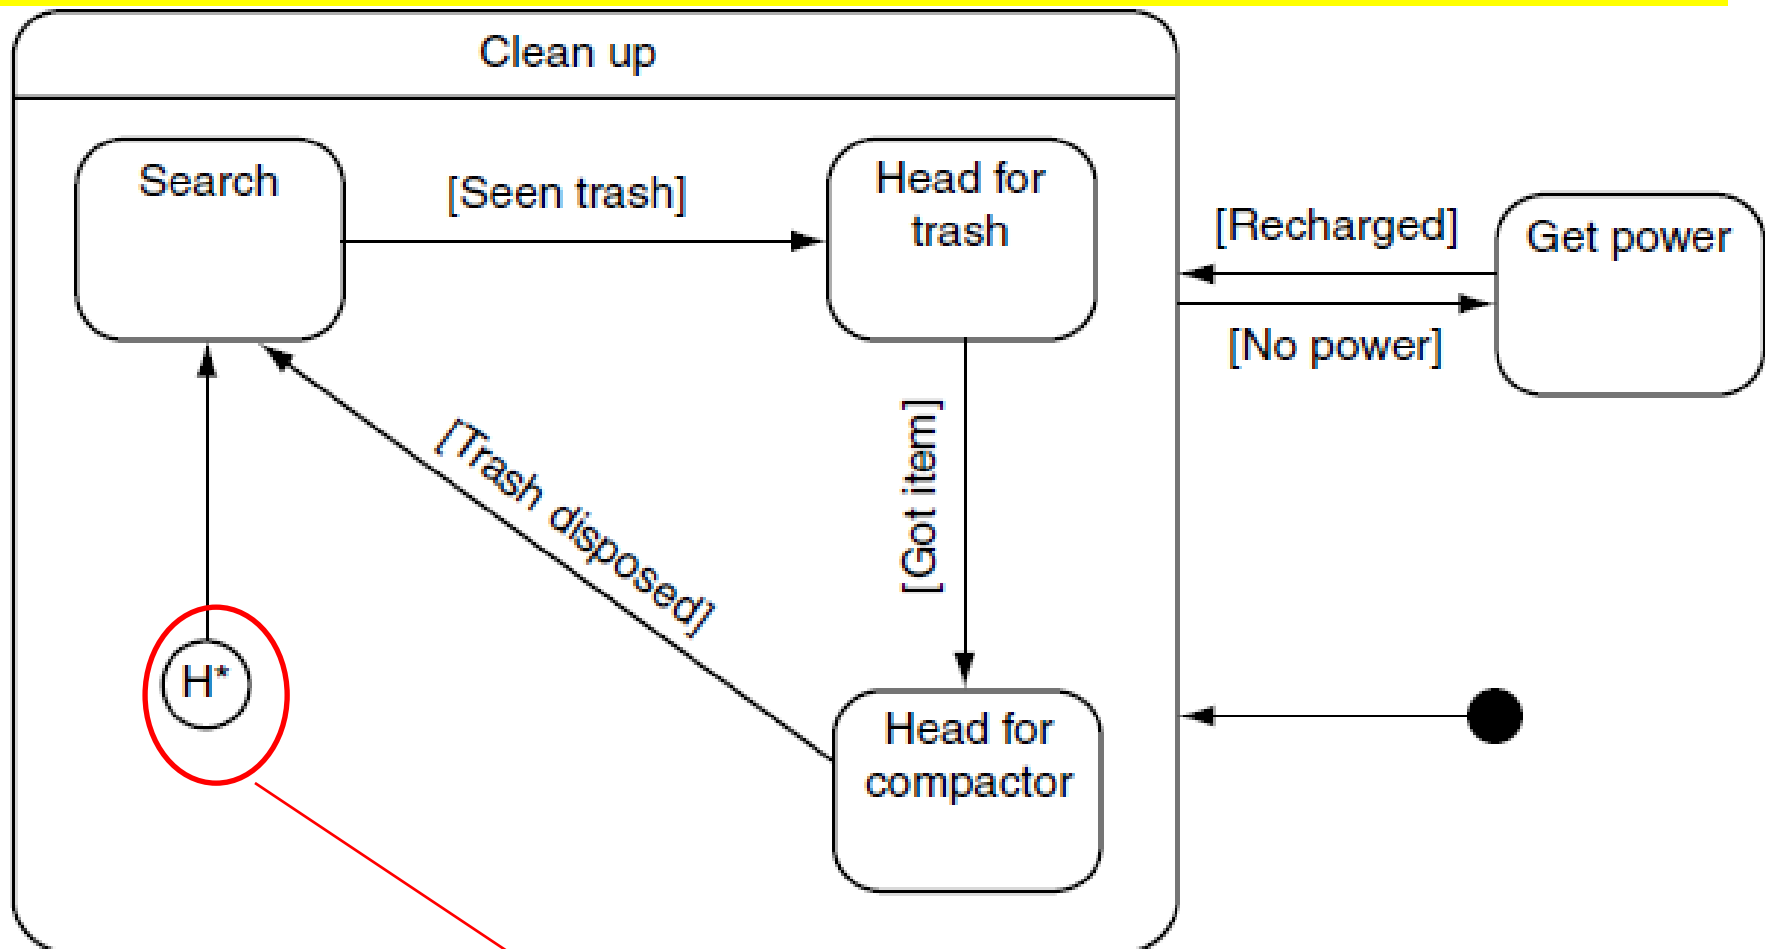 Clean up
Search
[Seen trash]
Head for
trash
[Recharged]
Get power
[No power]
[Trash disposed]
[Got item]
H*
Head for
compactor